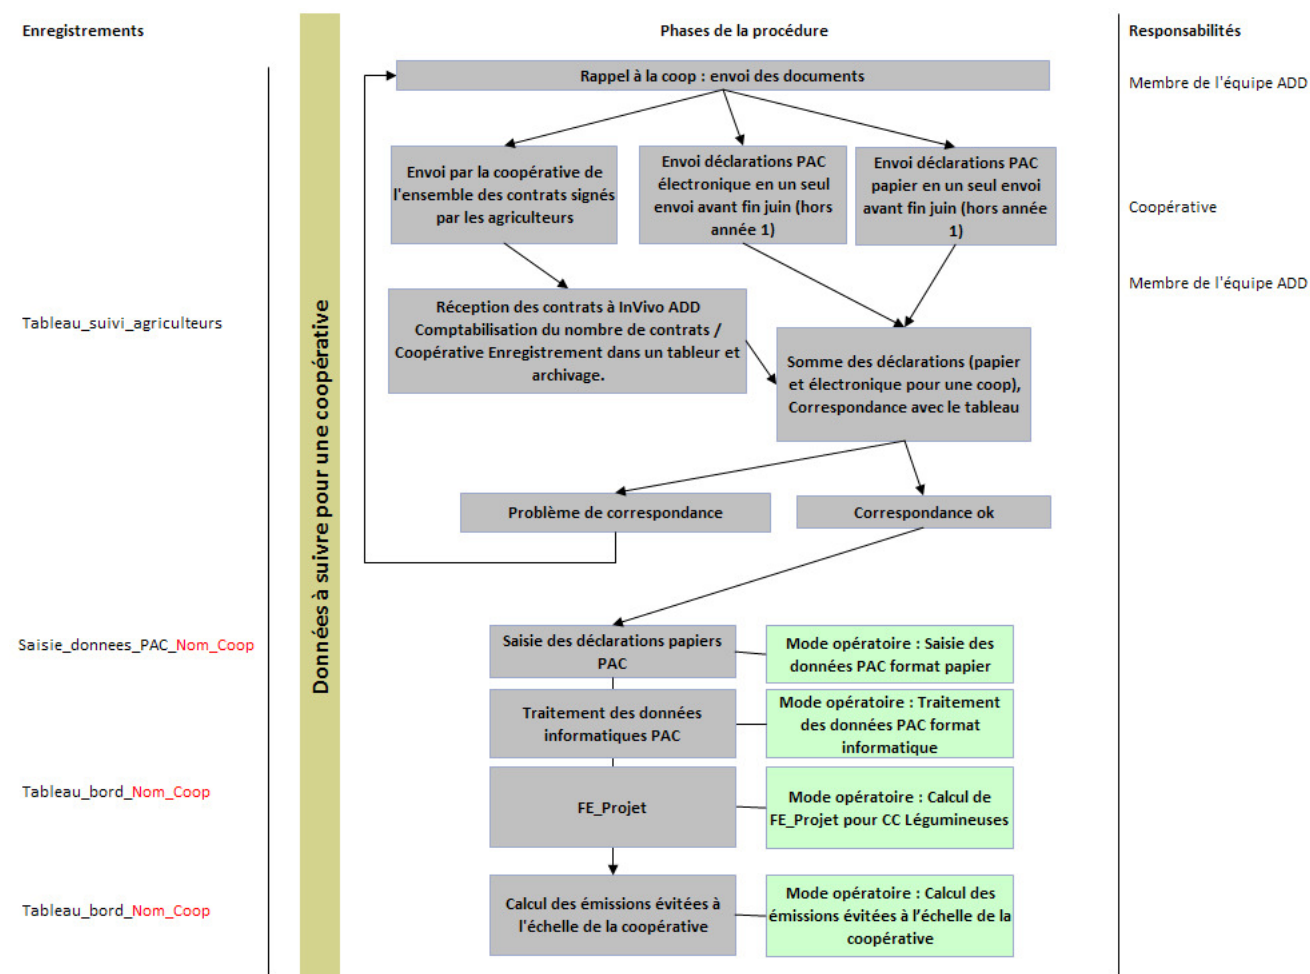 Enregistrements
Phases de la procédure
Responsabilités
Rappel à la coop : envoi des documents
Membre de l'équipe ADD
Envoi par la coopérative de
l'ensemble des contrats signés
par les agriculteurs
Envoi déclarations PAC
électronique en un seul
envoi avant fin juin (hors
année 1)
Envoi déclarations PAC
papier en un seul envoi
avant fin juin (hors année
1)
Coopérative
Membre de l'équipe ADD
Données à suivre pour une coopérative
Tableau_suivi_agriculteurs
Réception des contrats à InVivo ADD
Comptabilisation du nombre de contrats /
Coopérative Enregistrement dans un tableur et
archivage.
Somme des déclarations (papier
et électronique pour une coop),
Correspondance avec le tableau
Problème de correspondance
Correspondance ok
Saisie_donnees_PAC_Nom_Coop
Saisie des déclarations papiers
PAC
Mode opératoire : Saisie des
données PAC format papier
Traitement des données
informatiques PAC
Mode opératoire : Traitement
des données PAC format
informatique
Tableau_bord_Nom_Coop
FE_Projet
Mode opératoire : Calcul de
FE_Projet pour CC Légumineuses
Tableau_bord_Nom_Coop
Calcul des émissions évitées à
l'échelle de la coopérative
Mode opératoire : Calcul des
émissions évitées à l’échelle de la
coopérative